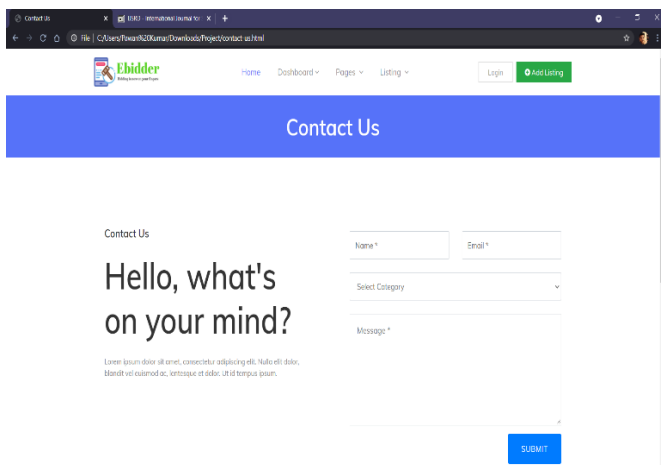 Contact Us
International Journal for
File | C:/Users/Pawan%20Kumar/Downloads/Project/contact-us.html
Ebidder
Home Dashboard Pages Listing Login Add Listing
Contact Us
Contact Us
Hello, what's
on your mind?
Lorem ipsum dolor sit amet, consectetur adipiscing elit. Nulla elit dolor,
blandit vel euismod ac, lentesque et dolor. Ut id tempus ipsum.
Name * Email *
Select Category
Message *
SUBMIT